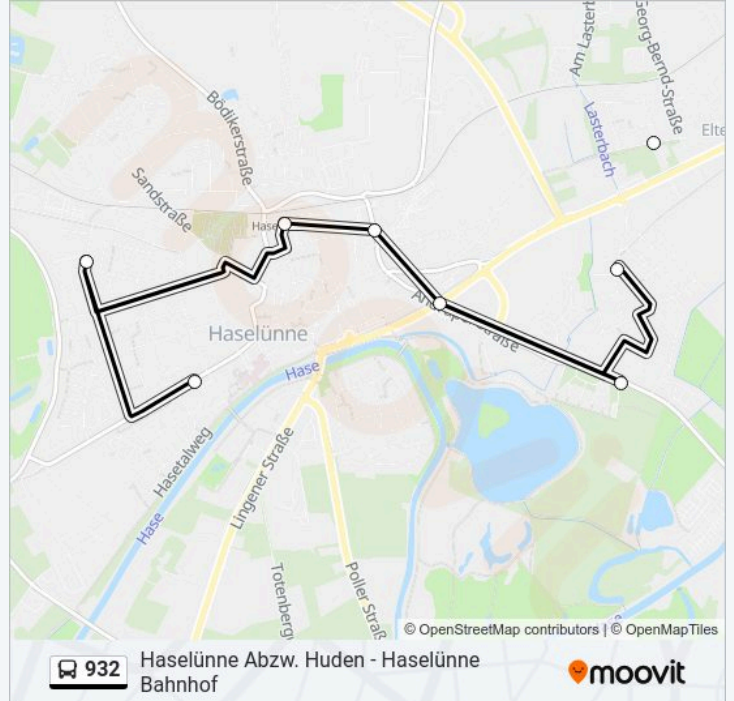 Am Lasterb
Georg-Bernd-Straße
Bödikerstraße
Lasterbach
Elte
Sandstraße
Hase
Haselünne
Hase
Hasetalweg
Lingener Straße
Hase
Totenberg
Poller Straß
© OpenStreetMap contributors | © OpenMapTiles
932
Haselünne Abzw. Huden - Haselünne
Bahnhof
moovit